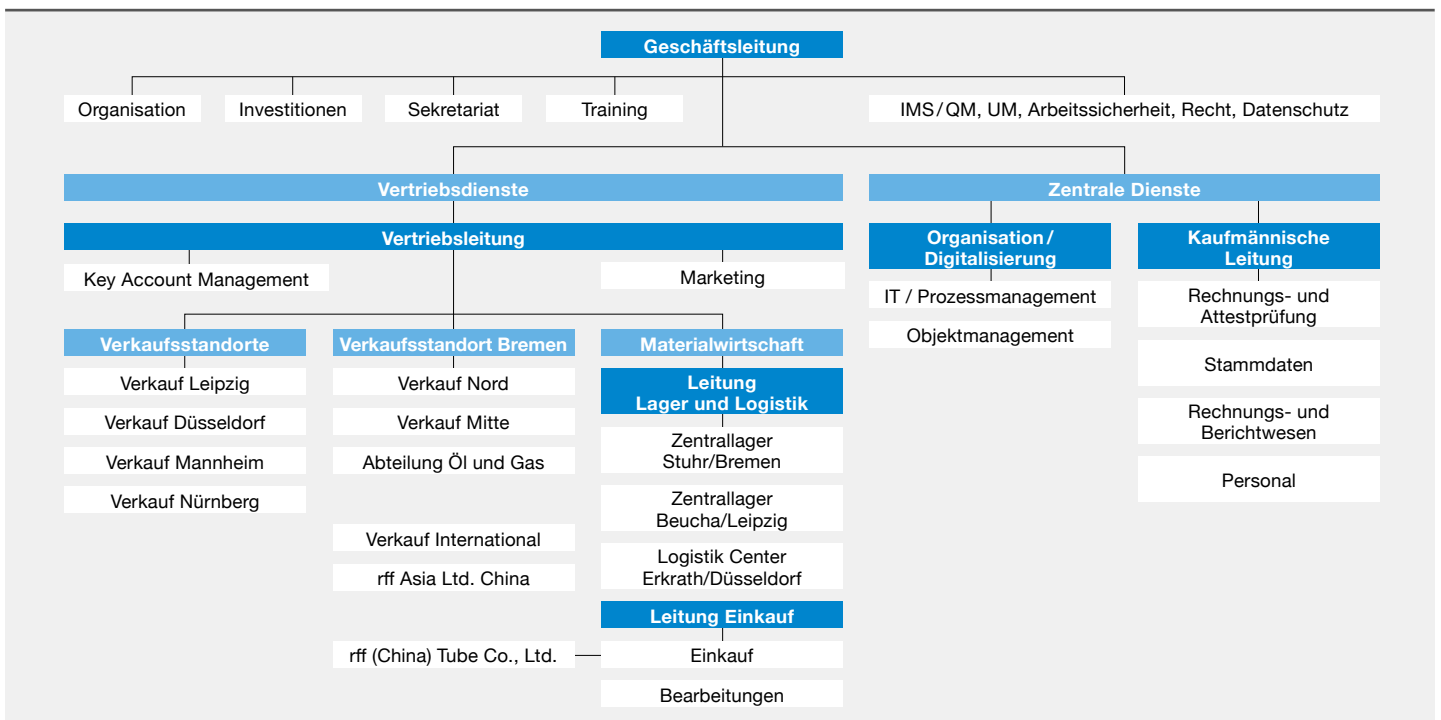 Geschäftsleitung
Organisation
Investitionen
Sekretariat
Training
IMS/QM, UM, Arbeitssicherheit, Recht, Datenschutz
Vertriebsdienste
Zentrale Dienste
Vertriebsleitung
Key Account Management
Marketing
Organisation/
Digitalisierung
Kaufmännische
Leitung
IT / Prozessmanagement
Objektmanagement
Rechnungs- und
Attestprüfung
Stammdaten
Rechnungs- und
Berichtwesen
Personal
Verkaufsstandorte
Verkauf Leipzig
Verkauf Düsseldorf
Verkauf Mannheim
Verkauf Nürnberg
Verkaufsstandort Bremen
Verkauf Nord
Verkauf Mitte
Abteilung Öl und Gas
Verkauf International
rff Asia Ltd. China
rff (China) Tube Co., Ltd.
Materialwirtschaft
Leitung
Lager und Logistik
Zentrallager
Stuhr/Bremen
Zentrallager
Beucha/Leipzig
Logistik Center
Erkrath/Düsseldorf
Leitung Einkauf
Einkauf
Bearbeitungen